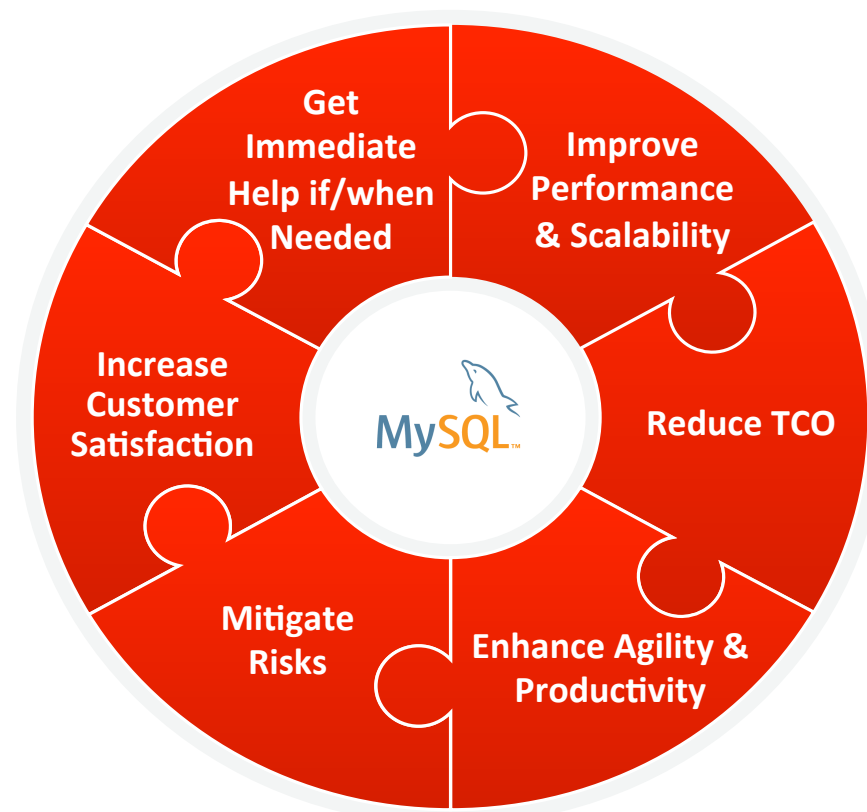 Get
Immediate
Help if/when
Needed
Improve
Performance
& Scalability
Increase
Customer
Satisfaction
MySQL™
Reduce TCO
Mitigate
Risks
Enhance Agility &
Productivity